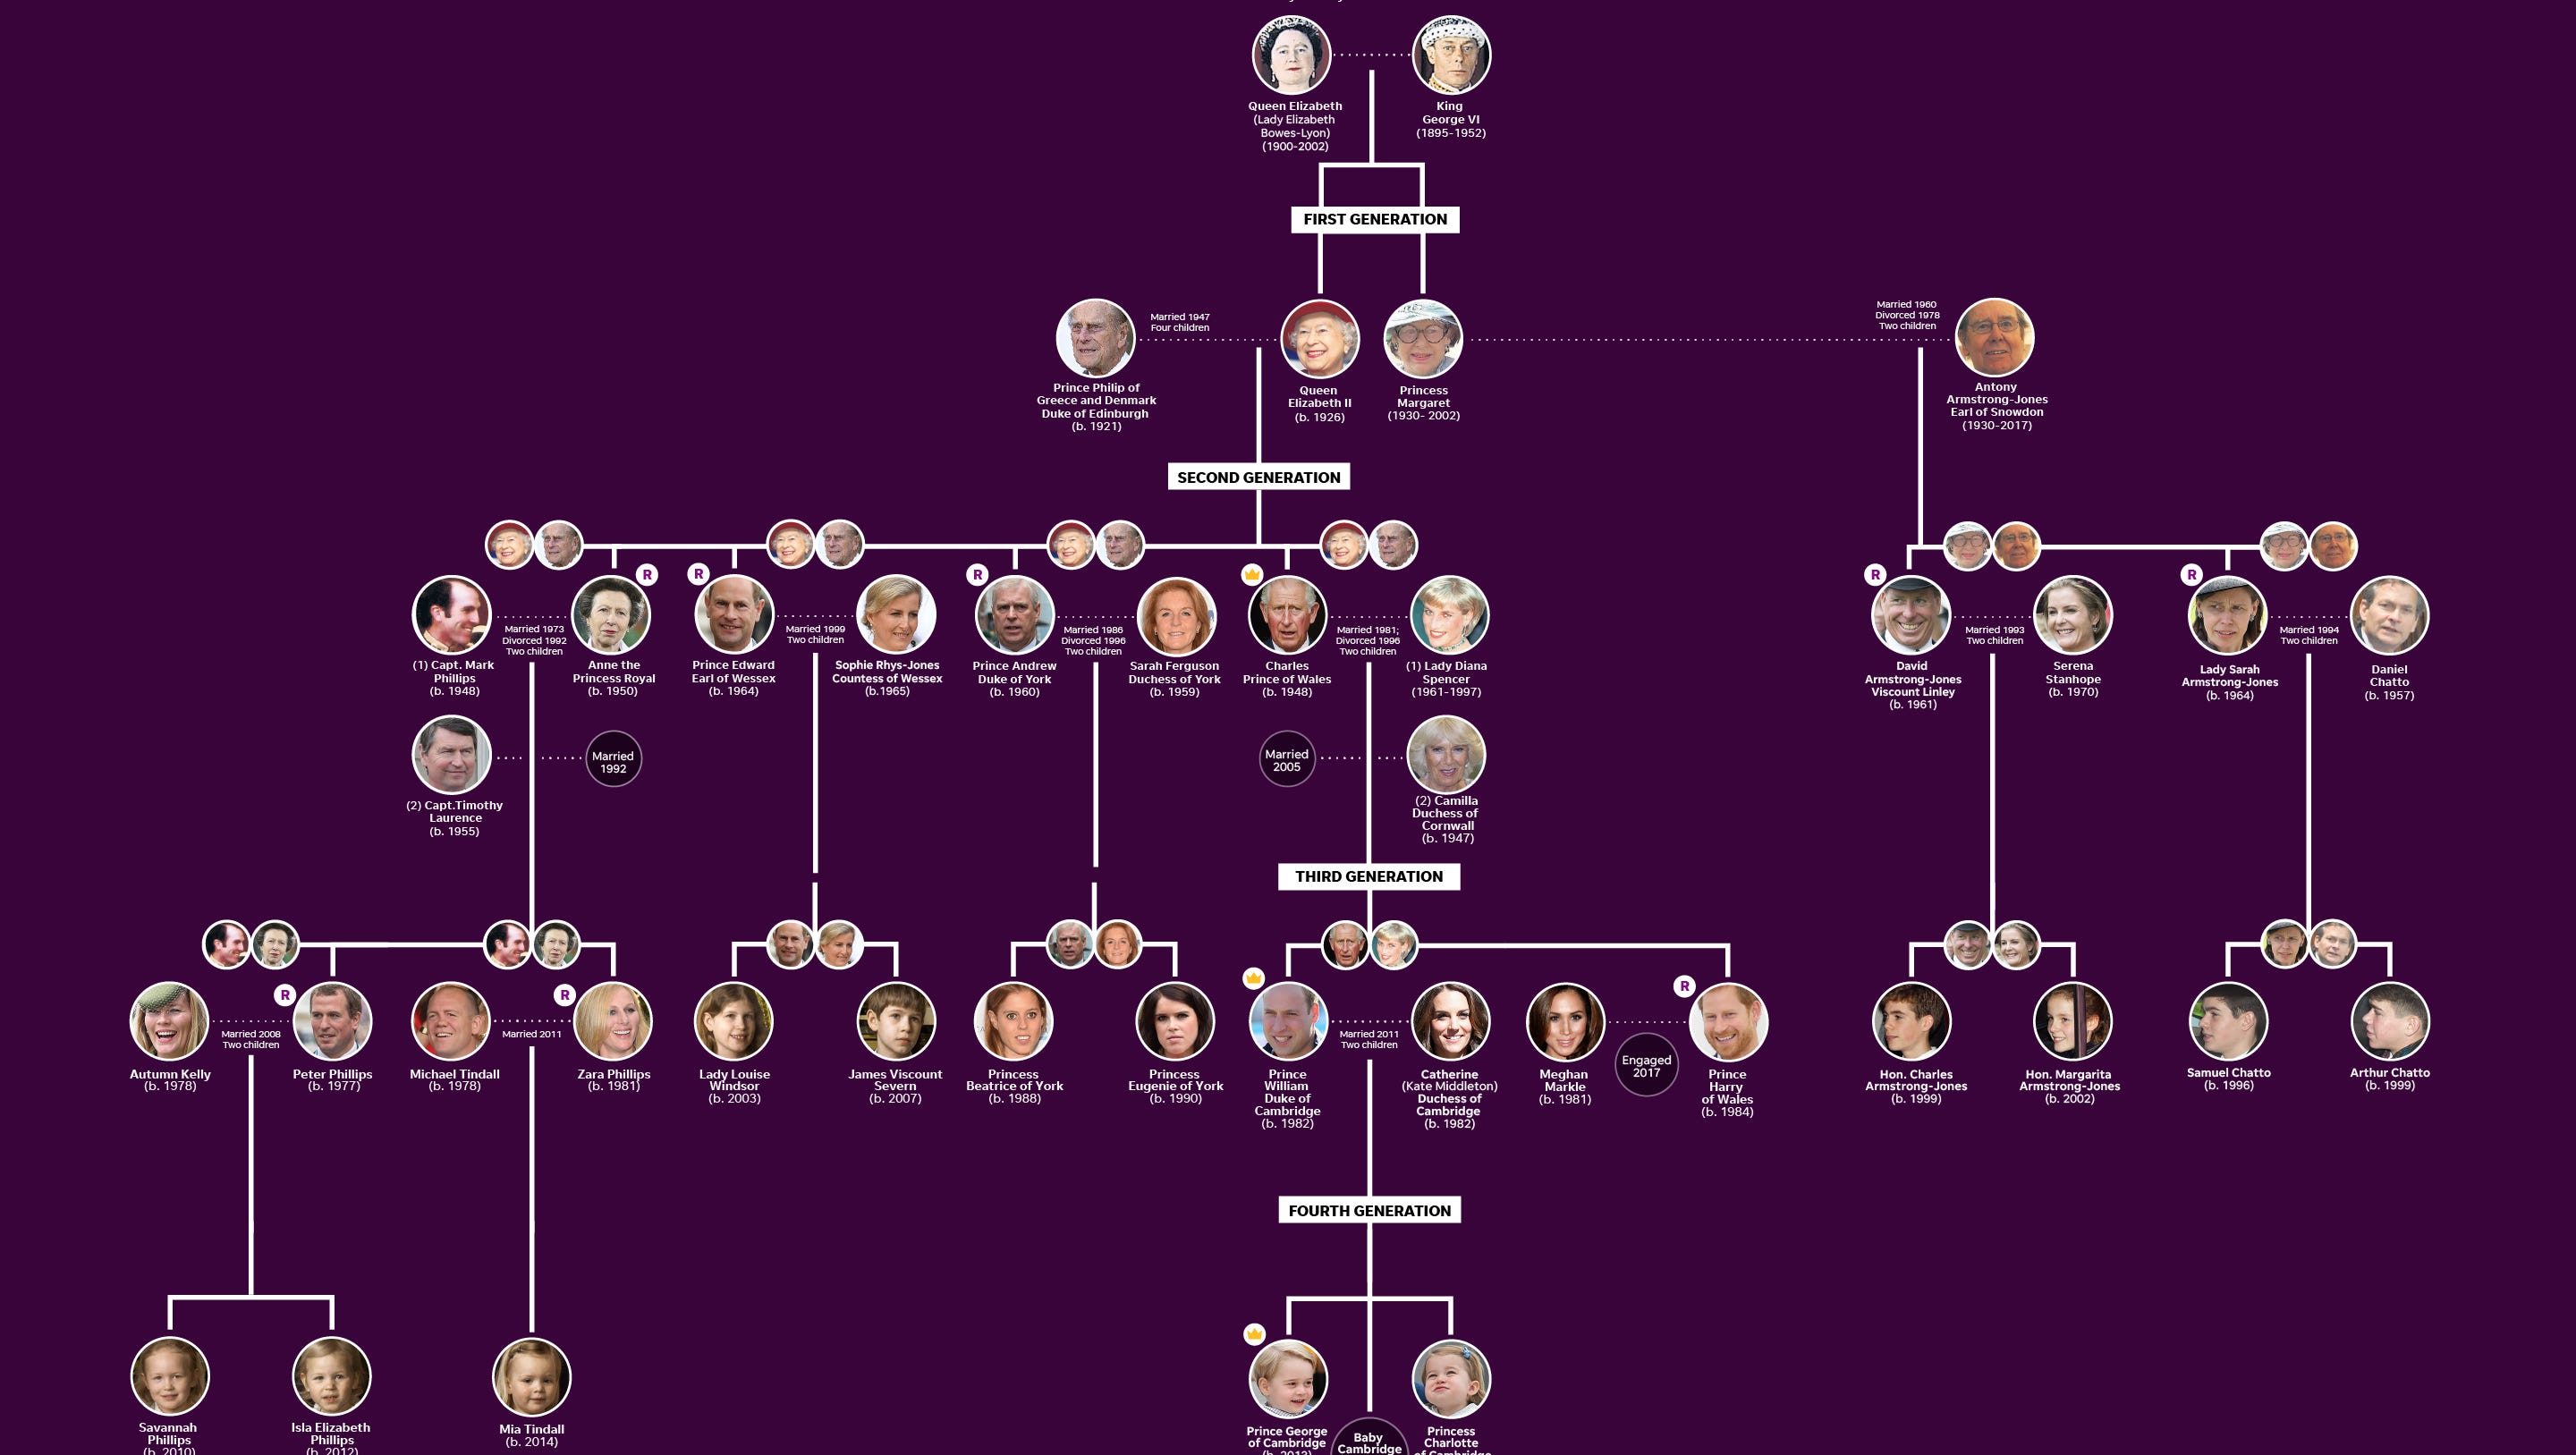 Queen Elizabeth
(Lady Elizabeth
Bowes-Lyon)
(1900-2002)
King
George VI
(1895-1952)
FIRST GENERATION
Married 1947
Four children
Married 1960
Divorced 1978
Two children
Prince Philip of
Greece and Denmark
Duke of Edinburgh
(b. 1921)
Queen
Elizabeth II
(b. 1926)
Princess
Margaret
(1930- 2002)
Antony
Armstrong-Jones
Earl of Snowdon
(1930-2017)
SECOND GENERATION
R
R
R
R
R
Married 1973
Divorced 1992
Two children
Married 1999
Two children
Married 1986
Divorced 1996
Two children
Married 1981;
Divorced 1996
Two children
Married 1993
Two children
Married 1994
Two children
(1) Capt. Mark
Phillips
(b. 1948)
Anne the
Princess Royal
(b. 1950)
Prince Edward
Earl of Wessex
(b. 1964)
Sophie Rhys-Jones
Countess of Wessex
(b.1965)
Prince Andrew
Duke of York
(b. 1960)
Sarah Ferguson
Duchess of York
(b. 1959)
Charles
Prince of Wales
(b. 1948)
(1) Lady Diana
Spencer
(1961-1997)
David
Armstrong-Jones
Viscount Linley
(b. 1961)
Serena
Stanhope
(b. 1970)
Lady Sarah
Armstrong-Jones
(b. 1964)
Daniel
Chatto
(b. 1957)
Married
1992
Married
2005
(2) Capt.Timothy
Laurence
(b. 1955)
(2) Camilla
Duchess of
Cornwall
(b. 1947)
THIRD GENERATION
R
R
R
Married 2008
Two children
Married 2011
Married 2011
Two children
Engaged
2017
Autumn Kelly
(b. 1978)
Peter Phillips
(b. 1977)
Michael Tindall
(b. 1978)
Zara Phillips
(b. 1981)
Lady Louise
Windsor
(b. 2003)
James Viscount
Severn
(b. 2007)
Princess
Beatrice of York
(b. 1988)
Princess
Eugenie of York
(b. 1990)
Prince
William
Duke of
Cambridge
(b. 1982)
Catherine
(Kate Middleton)
Duchess of
Cambridge
(b. 1982)
Meghan
Markle
(b. 1981)
Prince
Harry
of Wales
(b. 1984)
Hon. Charles
Armstrong-Jones
(b. 1999)
Hon. Margarita
Armstrong-Jones
(b. 2002)
Samuel Chatto
(b. 1996)
Arthur Chatto
(b. 1999)
FOURTH GENERATION
Savannah
Phillips
(b. 2010)
Isla Elizabeth
Phillips
(b. 2012)
Mia Tindall
(b. 2014)
Prince George
of Cambridge
(b. 2013)
Baby
Cambridge
Princess
Charlotte
of Cambridge